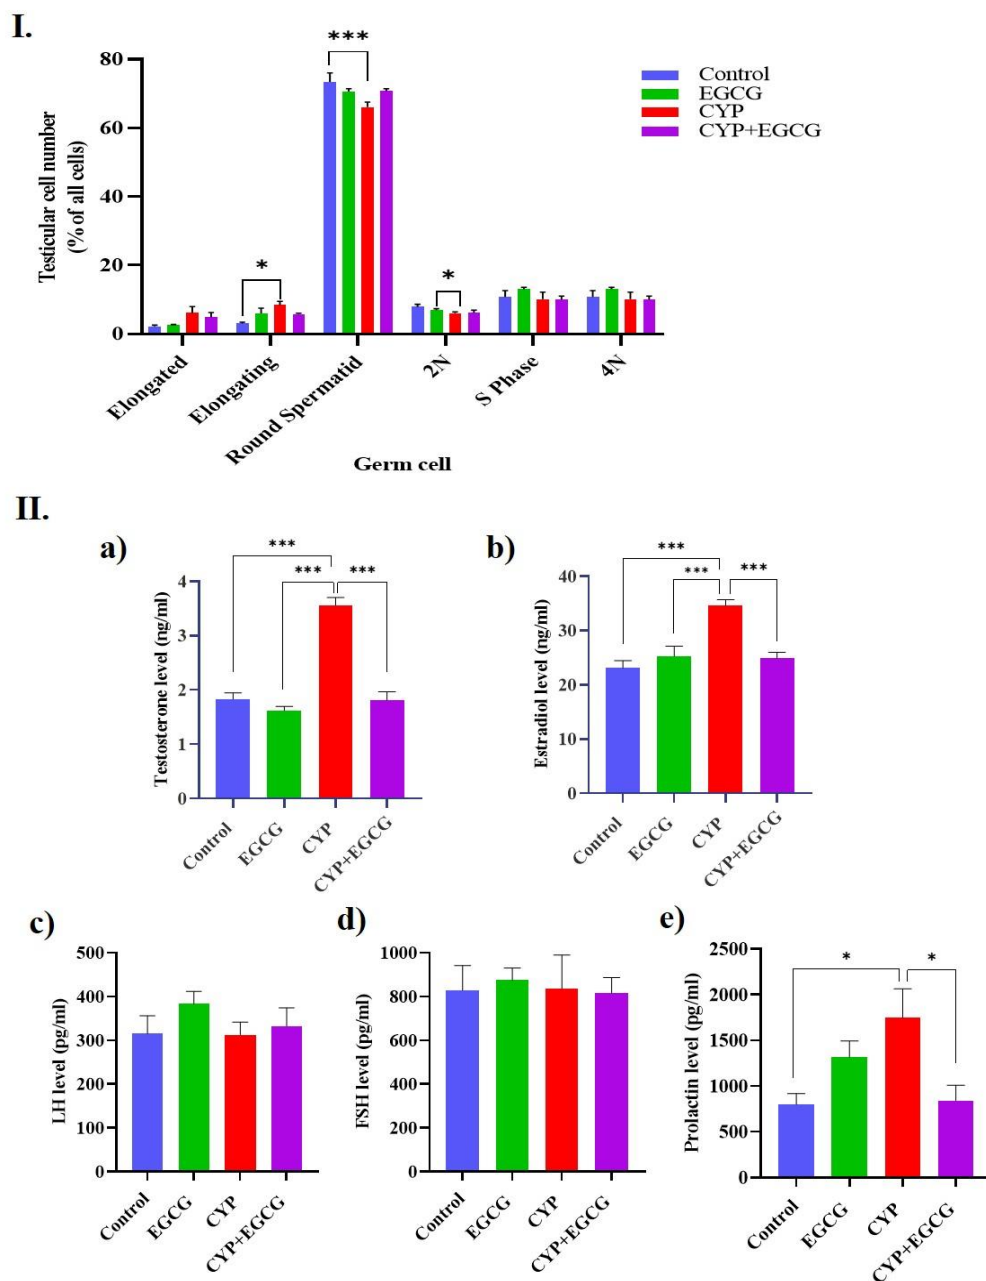 I.
***
80
Control
EGCG
CYP
CYP+EGCG
60
Testicular cell number
(% of all cells)
40
20
*
*
0
Elongated
Elongating
Round Spermatid
2N
S Phase
4N
Germ cell
II.
a)
***
***
***
4
3
2
1
0
Testosterone level (ng/ml)
Control
EGCG
CYP
CYP+EGCG
b)
***
***
***
40
30
20
10
0
Estradiol level (ng/ml)
Control
EGCG
CYP
CYP+EGCG
c)
500
400
300
200
100
0
LH level (pg/ml)
Control
EGCG
CYP
CYP+EGCG
d)
1000
800
600
400
200
0
FSH level (pg/ml)
Control
EGCG
CYP
CYP+EGCG
e)
*
*
2500
2000
1500
1000
500
0
Prolactin level (pg/ml)
Control
EGCG
CYP
CYP+EGCG